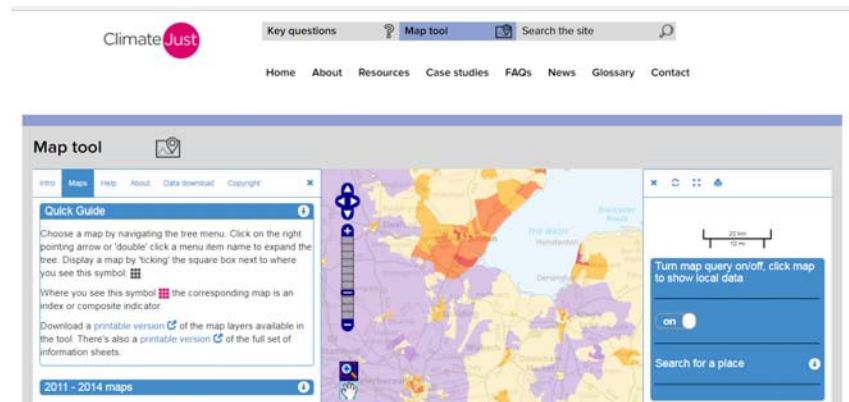 ClimateJust
Key questions
Map tool
Search the site
Home About Resources Case studies FAQs News Glossary Contact
Map tool
Intro Maps Help About Data download Copyright
Quick Guide
Choose a map by navigating the tree menu. Click on the right
pointing arrow or 'double' click a menu item name to expand the
tree. Display a map by 'ticking' the square box next to where
you see this symbol:
Where you see this symbol the corresponding map is an
index or composite indicator.
Download a printable version of the map layers available in
the tool. There's also a printable version of the full set of
information sheets.
2011 - 2014 maps
THE WASH
Hunstanton
Dersingham
20 km
10 mi
Turn map query on/off, click map
to show local data
on
Search for a place